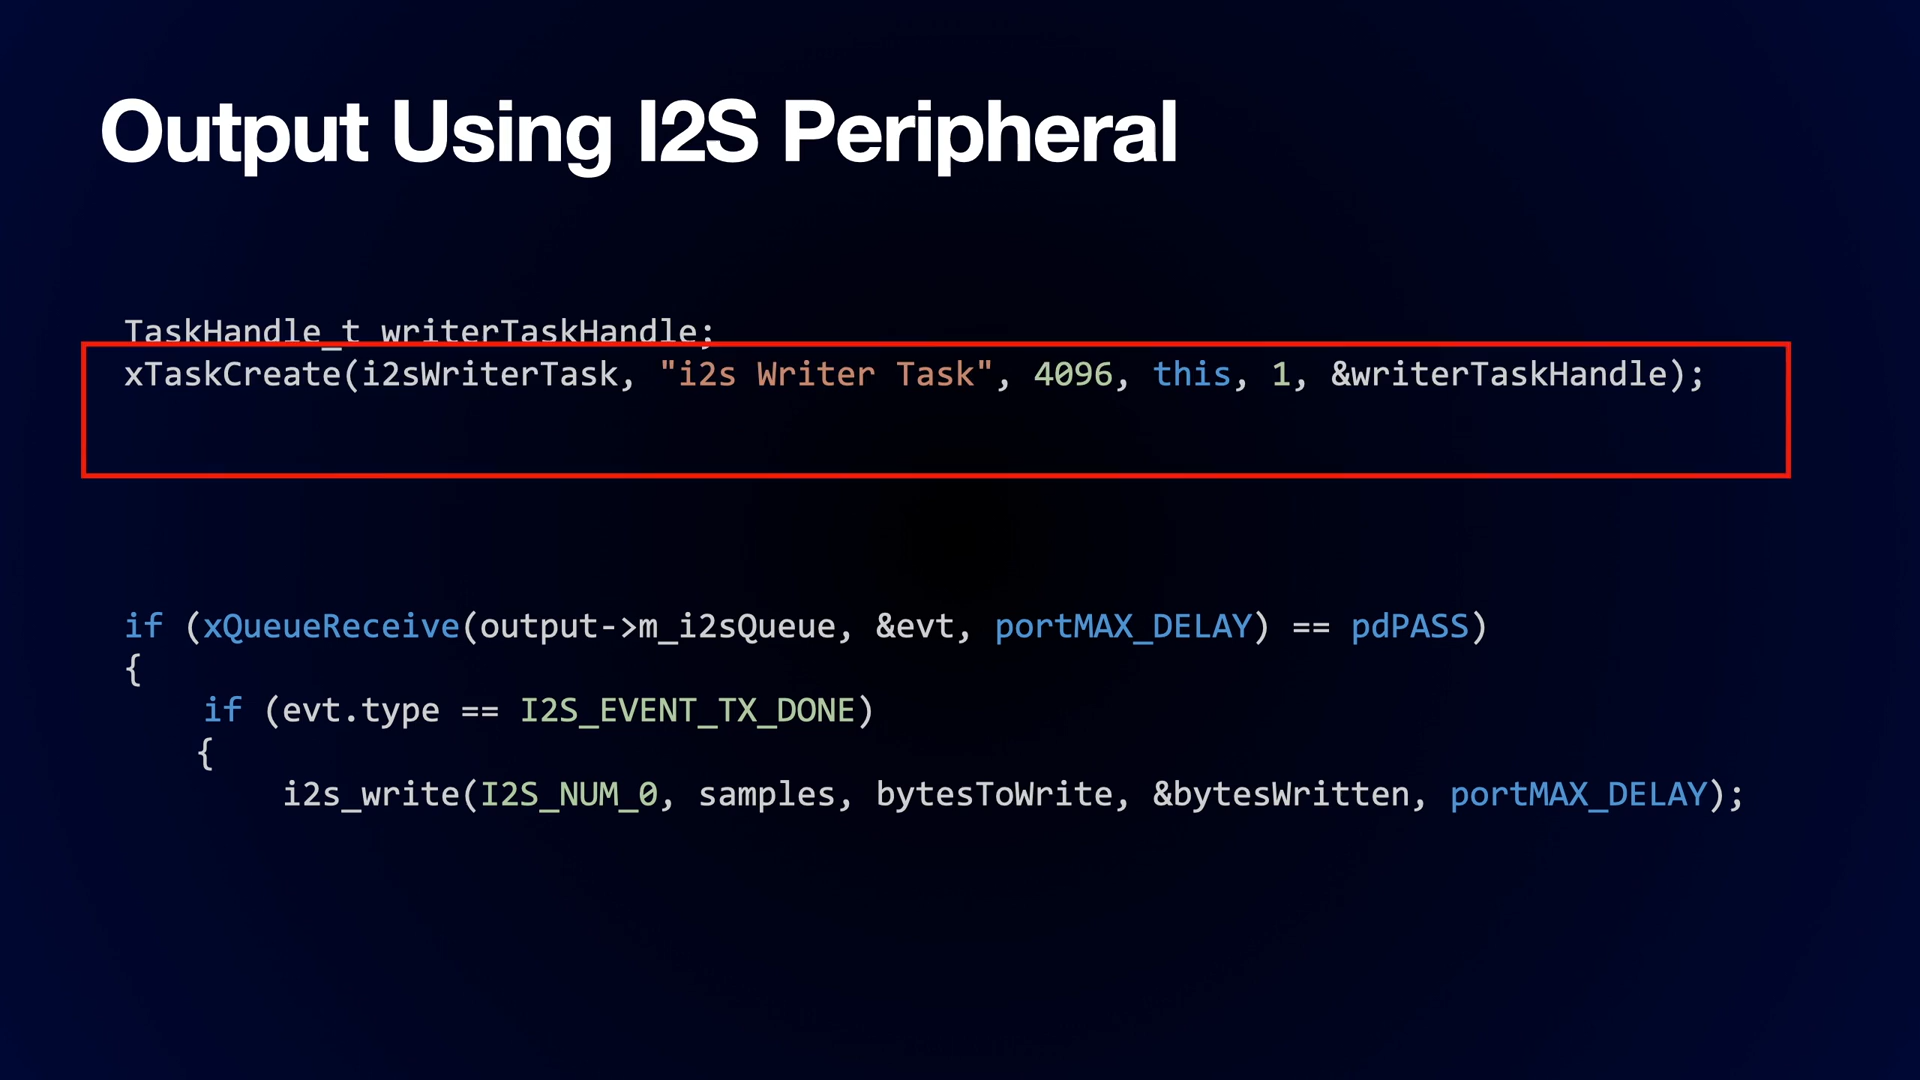 Output Using I2S Peripheral
TaskHandle_t writerTaskHandle;
xTaskCreate(i2sWriterTask, "i2s Writer Task", 4096, this, 1, &writerTaskHandle);
if (xQueueReceive(output->m_i2sQueue, &evt, portMAX_DELAY) == pdPASS)
{
if (evt.type == I2S_EVENT_TX_DONE)
{
i2s_write(I2S_NUM_0, samples, bytesToWrite, &bytesWritten, portMAX_DELAY);